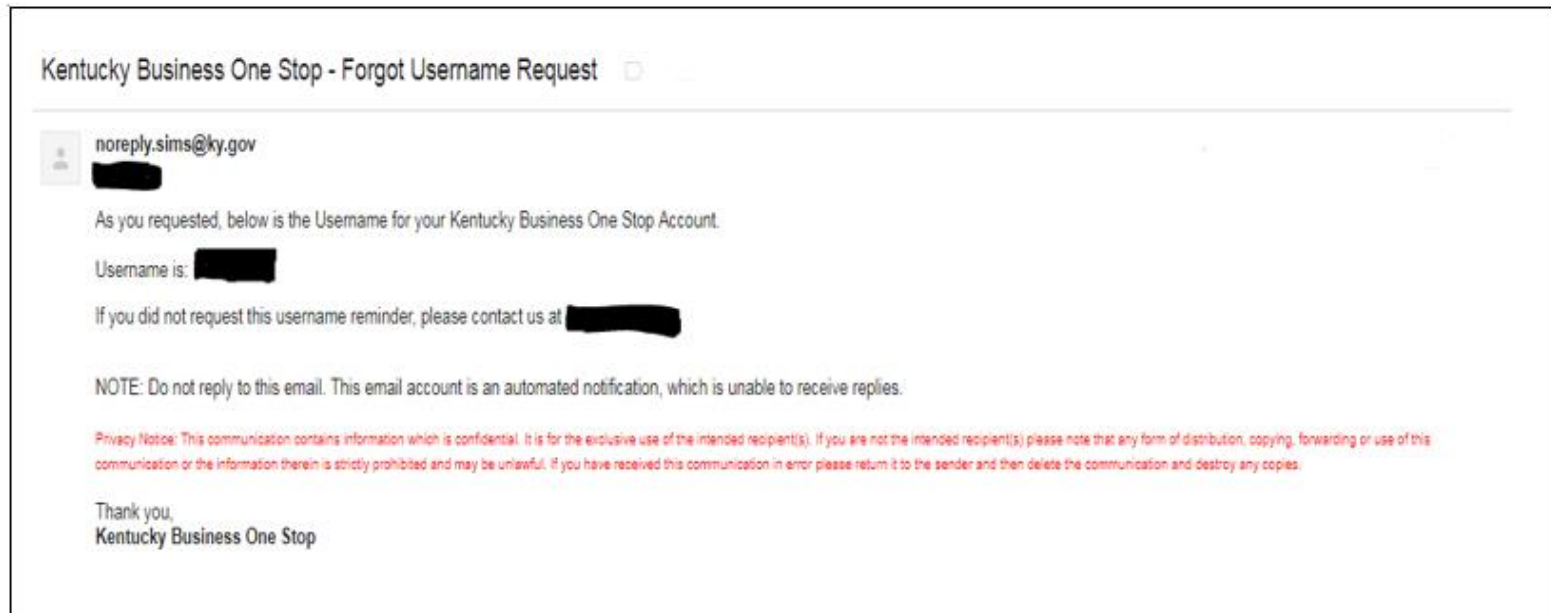 Kentucky Business One Stop - Forgot Username Request
noreply.sims@ky.gov
As you requested, below is the Username for your Kentucky Business One Stop Account.
Username is:
If you did not request this username reminder, please contact us at
NOTE: Do not reply to this email. This email account is an automated notification, which is unable to receive replies.
Privacy Notice: This communication contains information which is confidential. It is for the exclusive use of the intended recipient(s). If you are not the intended recipient(s) please note that any form of distribution, copying, forwarding or use of this
communication or the information therein is strictly prohibited and may be unlawful. If you have received this communication in error please return it to the sender and then delete the communication and destroy any copies.
Thank you,
Kentucky Business One Stop